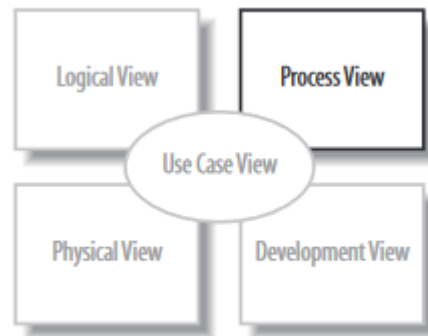 Logical View
Process View
Use Case View
Physical View
Development View